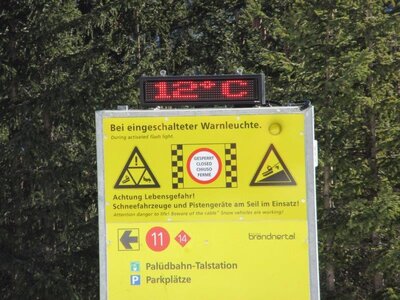 12°C
Bei eingeschalteter Warnleuchte.
During activated flash light.
GESPERRT
CLOSED
CHIUSO
FERMÉ
Achtung Lebensgefahr!
Schneefahrzeuge und Pistengeräte am Seil im Einsatz!
Attention danger to life! Beware of the cable Snow vehicles are working!
11 14
brandnertal
i Palüdbahn-Talstation
P Parkplätze